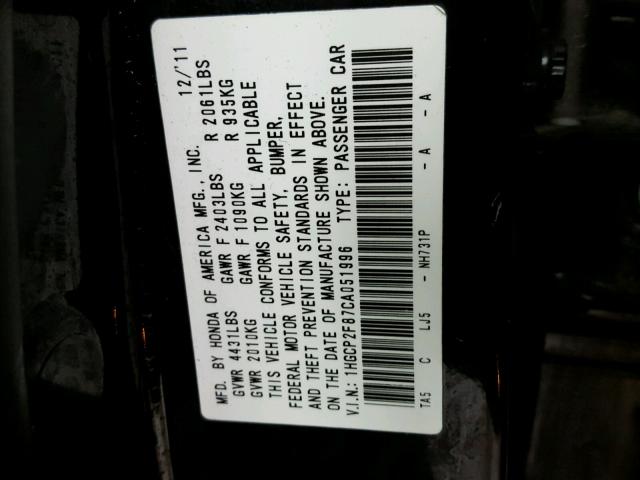 MFD. BY HONDA OF AMERICA MFG., INC. 12/'11
GVWR 4431LBS GAWR F 2403LBS R 2061LBS
GVWR 2010KG GAWR F 1090KG R 935KG
THIS VEHICLE CONFORMS TO ALL APPLICABLE
FEDERAL MOTOR VEHICLE SAFETY, BUMPER,
AND THEFT PREVENTION STANDARDS IN EFFECT
ON THE DATE OF MANUFACTURE SHOWN ABOVE.
V.I.N.: 1HGCP2F87CA051996 TYPE: PASSENGER CAR
TA5 C LJ5 - NH731P - A - A